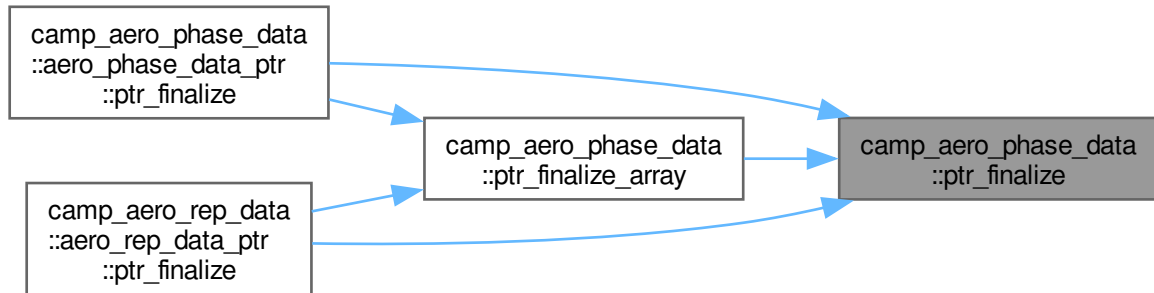 camp_aero_phase_data
::aero_phase_data_ptr
::ptr_finalize
camp_aero_phase_data
::ptr_finalize_array
camp_aero_phase_data
::ptr_finalize
camp_aero_rep_data
::aero_rep_data_ptr
::ptr_finalize